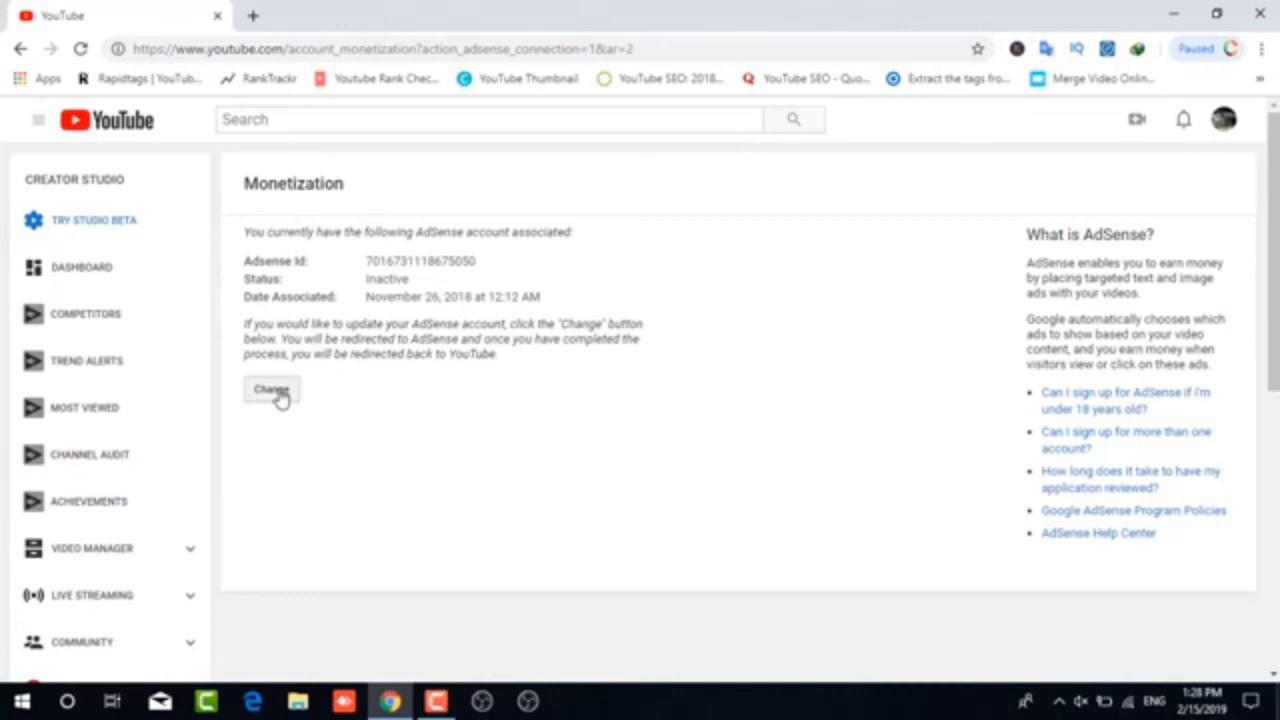 YouTube
https://www.youtube.com/account_monetization?action_adsense_connection=1&ar=2
Paused
Apps
Rapidtags | YouTub...
RankTrackr
Youtube Rank Chec...
YouTube Thumbnail
YouTube SEO: 2018...
YouTube SEO - Quo...
Extract the tags fro...
Merge Video Onlin...
YouTube
Search
CREATOR STUDIO
TRY STUDIO BETA
DASHBOARD
COMPETITORS
TREND ALERTS
MOST VIEWED
CHANNEL AUDIT
ACHIEVEMENTS
VIDEO MANAGER
LIVE STREAMING
COMMUNITY
Monetization
You currently have the following AdSense account associated:
Adsense Id: 7016731118675050
Status: Inactive
Date Associated: November 26, 2018 at 12:12 AM
If you would like to update your AdSense account, click the "Change" button
below. You will be redirected to AdSense and once you have completed the
process, you will be redirected back to YouTube.
Change
What is AdSense?
AdSense enables you to earn money
by placing targeted text and image
ads with your videos.
Google automatically chooses which
ads to show based on your video
content, and you earn money when
visitors view or click on these ads.
Can I sign up for AdSense if I'm
under 18 years old?
Can I sign up for more than one
account?
How long does it take to have my
application reviewed?
Google AdSense Program Policies
AdSense Help Center
ENG
1:28 PM
2/15/2019